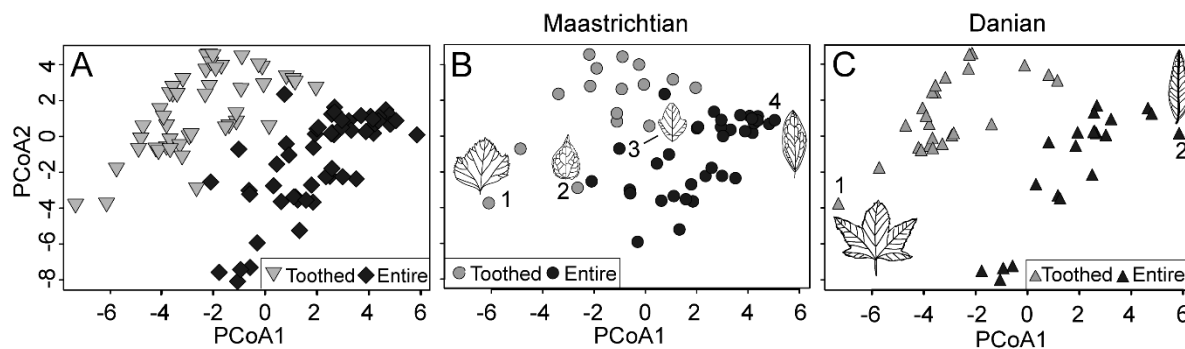 Maastrichtian Danian
A B C
4
2
0
-2
-4
-6
-8
PCoA2
1 2 3 4
1 2
Toothed Entire
Toothed Entire
Toothed Entire
-6 -4 -2 0 2 4 6
-6 -4 -2 0 2 4 6
-6 -4 -2 0 2 4 6
PCoA1 PCoA1 PCoA1